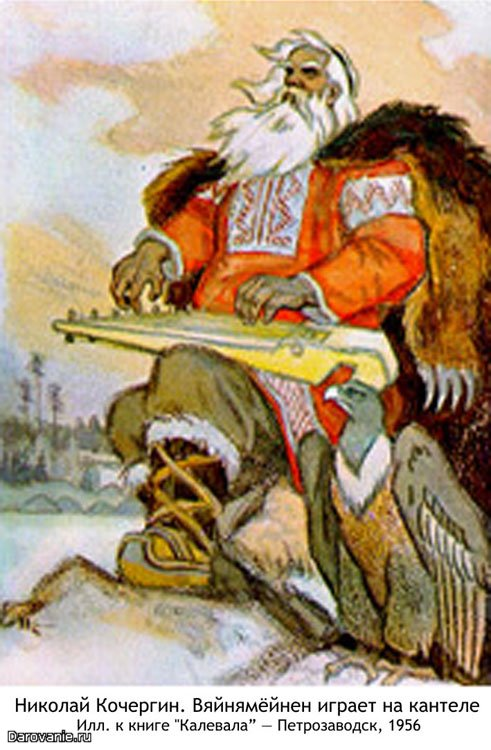 Николай Кочергин. Вяйнямёйнен играет на кантеле
Илл. к книге "Калевала” – Петрозаводск, 1956
Darovanie.ru